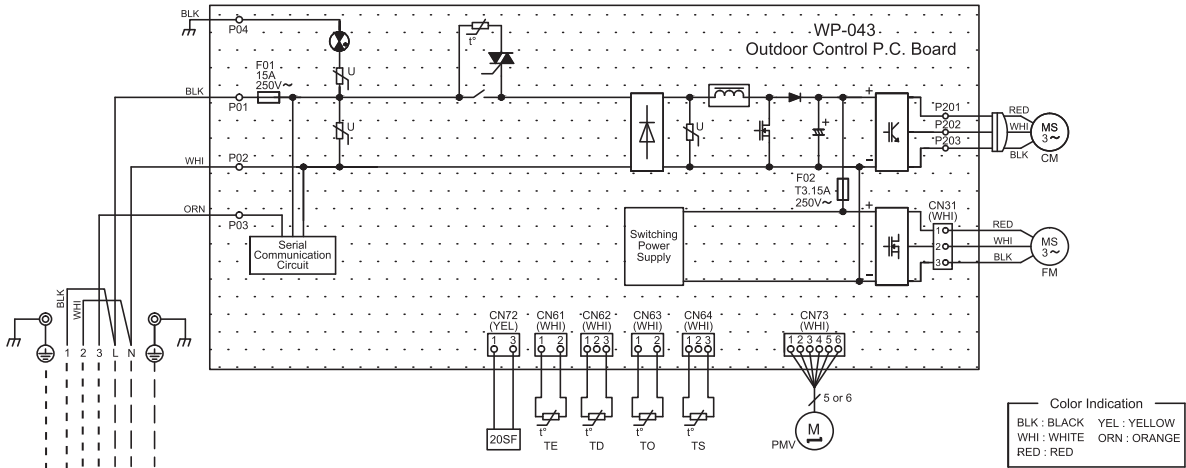 BLK
P04
WP-043
Outdoor Control P.C. Board
F01
15A
250V~
U
t°
BLK
P01
U
U
+
-
P201
P202
P203
RED
WHI
BLK
MS
3~
CM
WHI
P02
ORN
P03
Serial
Communication
Circuit
F02
T3.15A
250V~
Switching
Power
Supply
+
-
CN31
(WHI)
1
2
3
RED
WHI
BLK
MS
3~
FM
BLK
WHI
1 2 3 L N
CN72
(YEL)
1 3
20SF
CN61
(WHI)
1 2
t°
TE
CN62
(WHI)
1 2 3
t°
TD
CN63
(WHI)
1 2
t°
TO
CN64
(WHI)
1 2 3
t°
TS
CN73
(WHI)
1 2 3 4 5 6
5 or 6
M
PMV
Color Indication
BLK : BLACK YEL : YELLOW
WHI : WHITE ORN : ORANGE
RED : RED